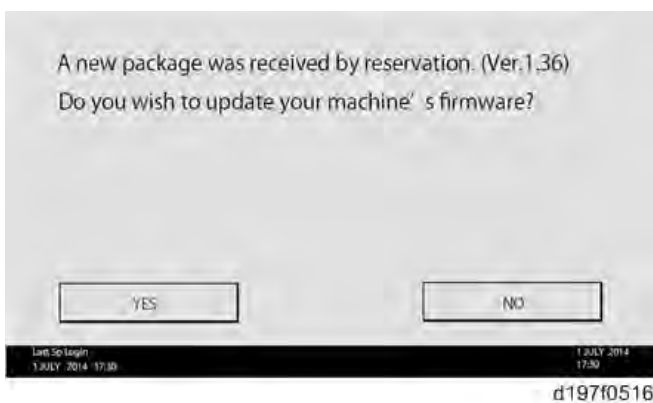 A new package was received by reservation. (Ver.1.36)
Do you wish to update your machine's firmware?
YES
NO
Last Sp Login
1 JULY 2014 17:30
1 JULY 2014
17:30
d197f0516